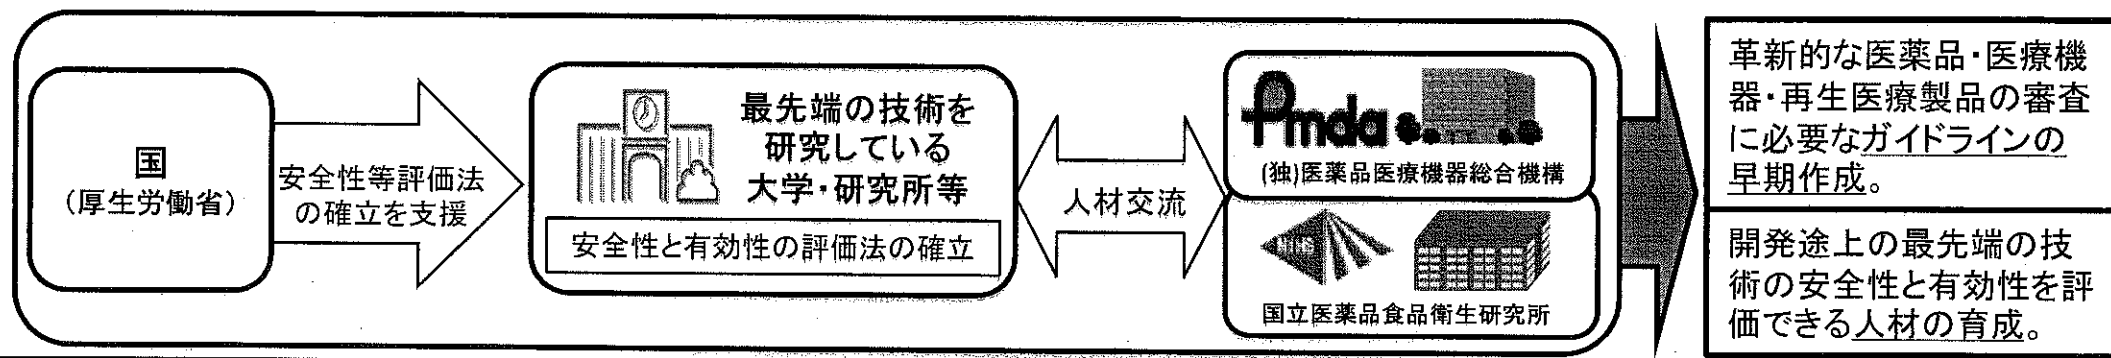 国
(厚生労働省)
安全性等評価法
の確立を支援
最先端の技術を
研究している
大学・研究所等
安全性と有効性の評価法の確立
人材交流
Pmda
(独)医薬品医療機器総合機構
NIHS
国立医薬品食品衛生研究所
革新的な医薬品・医療機
器・再生医療製品の審査
に必要なガイドラインの
早期作成。
開発途上の最先端の技
術の安全性と有効性を評
価できる人材の育成。